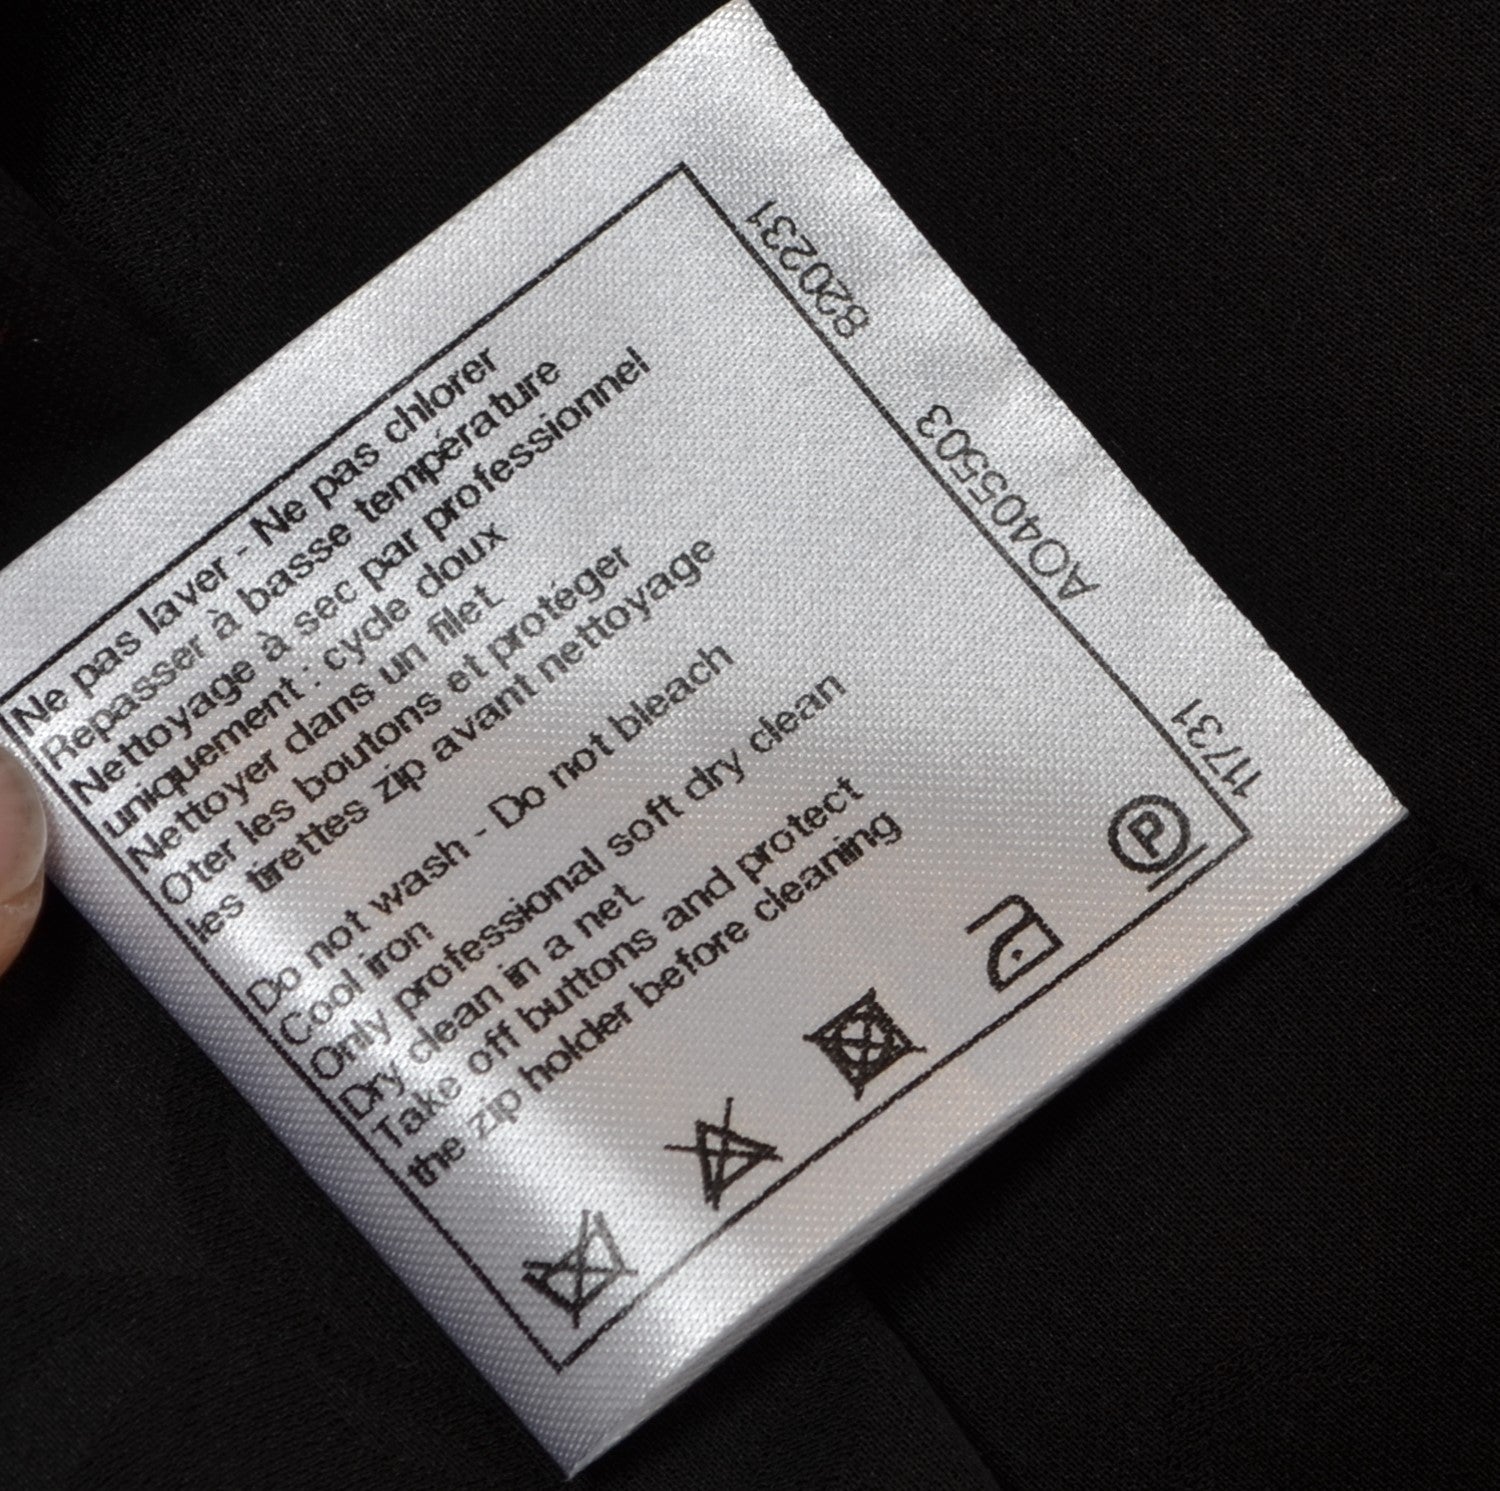 Ne pas laver - Ne pas chlorer
Repasser à basse température
Nettoyage à sec par professionnel
uniquement : cycle doux
Nettoyer dans un filet
Oter les boutons et protéger
les tirettes zip avant nettoyage
Do not wash - Do not bleach
Cool iron
Only professional soft dry clean
Dry clean in a net
Take off buttons and protect
the zip holder before cleaning
P
820231
AO405503
11731